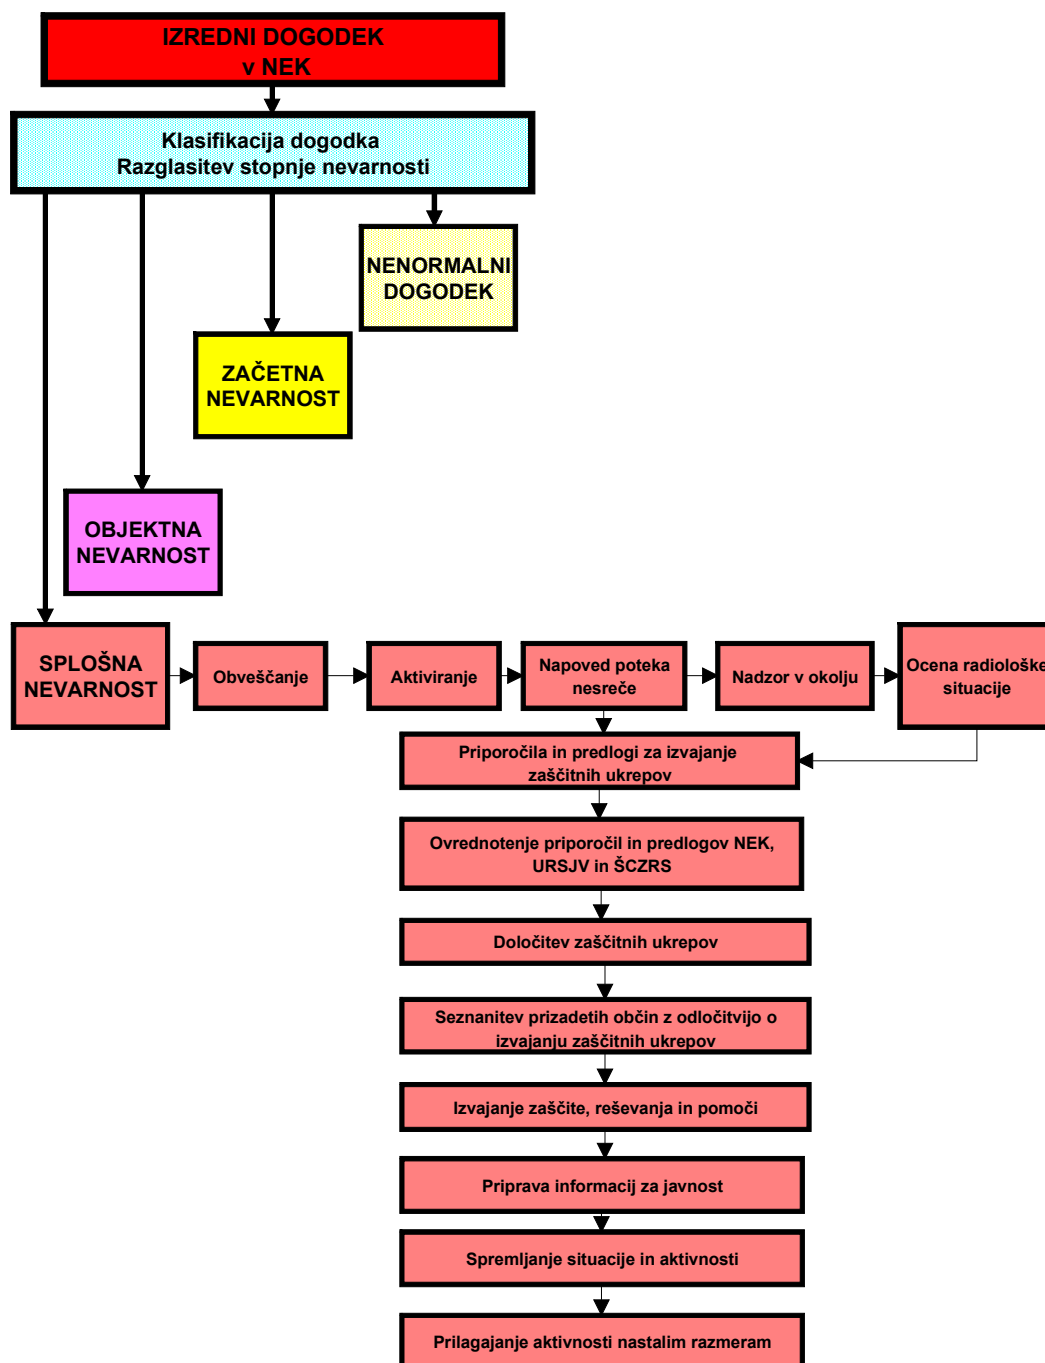 IZREDNI DOGODEK
v NEK
Klasifikacija dogodka
Razglasitev stopnje nevarnosti
NENORMALNI
DOGODEK
ZAČETNA
NEVARNOST
OBJEKTNA
NEVARNOST
SPLOŠNA
NEVARNOST
Obveščanje
Aktiviranje
Napoved poteka
nesreče
Nadzor v okolju
Ocena radiološke
situacije
Priporočila in predlogi za izvajanje
zaščitnih ukrepov
Ovrednotenje priporočil in predlogov NEK,
URSJV in ŠCZRS
Določitev zaščitnih ukrepov
Seznanitev prizadetih občin z odločitvijo o
izvajanju zaščitnih ukrepov
Izvajanje zaščite, reševanja in pomoči
Priprava informacij za javnost
Spremljanje situacije in aktivnosti
Prilagajanje aktivnosti nastalim razmeram